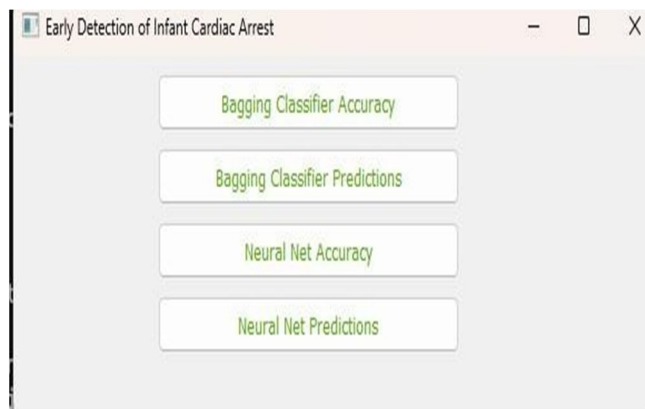 Early Detection of Infant Cardiac Arrest
Bagging Classifier Accuracy
Bagging Classifier Predictions
Neural Net Accuracy
Neural Net Predictions